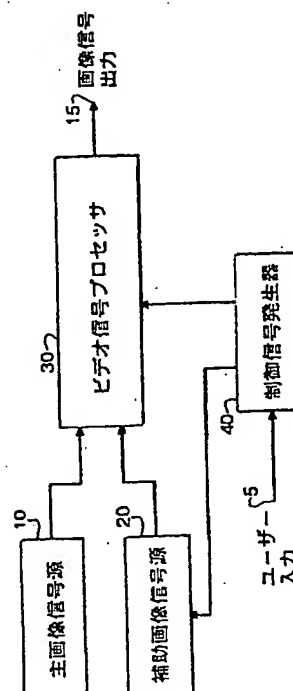 10
主画像信号源
20
補助画像信号源
30
ビデオ信号プロセッサ
15
画像信号
出力
40
制御信号発生器
5
ユーザー
入力